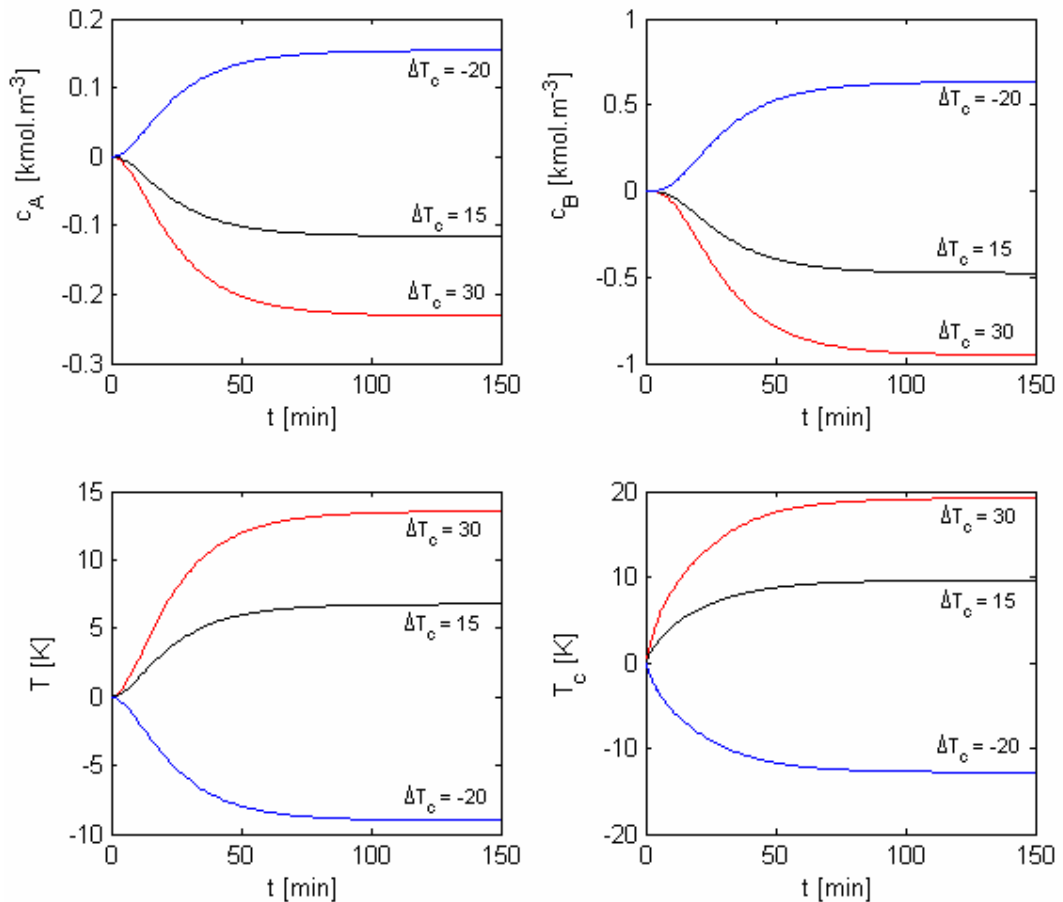 0.2
0.1
0
-0.1
-0.2
-0.3
c_A [kmol.m^-3]
ΔT_c = -20
ΔT_c = 15
ΔT_c = 30
0 50 100 150
t [min]
1
0.5
0
-0.5
-1
c_B [kmol.m^-3]
ΔT_c = -20
ΔT_c = 15
ΔT_c = 30
0 50 100 150
t [min]
15
10
5
0
-5
-10
T [K]
ΔT_c = 30
ΔT_c = 15
ΔT_c = -20
0 50 100 150
t [min]
20
10
0
-10
-20
T_c [K]
ΔT_c = 30
ΔT_c = 15
ΔT_c = -20
0 50 100 150
t [min]